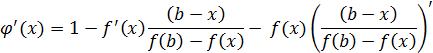 φ′(x) = 1 − f′(x) (b − x)/(f(b) − f(x)) − f(x) ((b − x)/(f(b) − f(x)))′